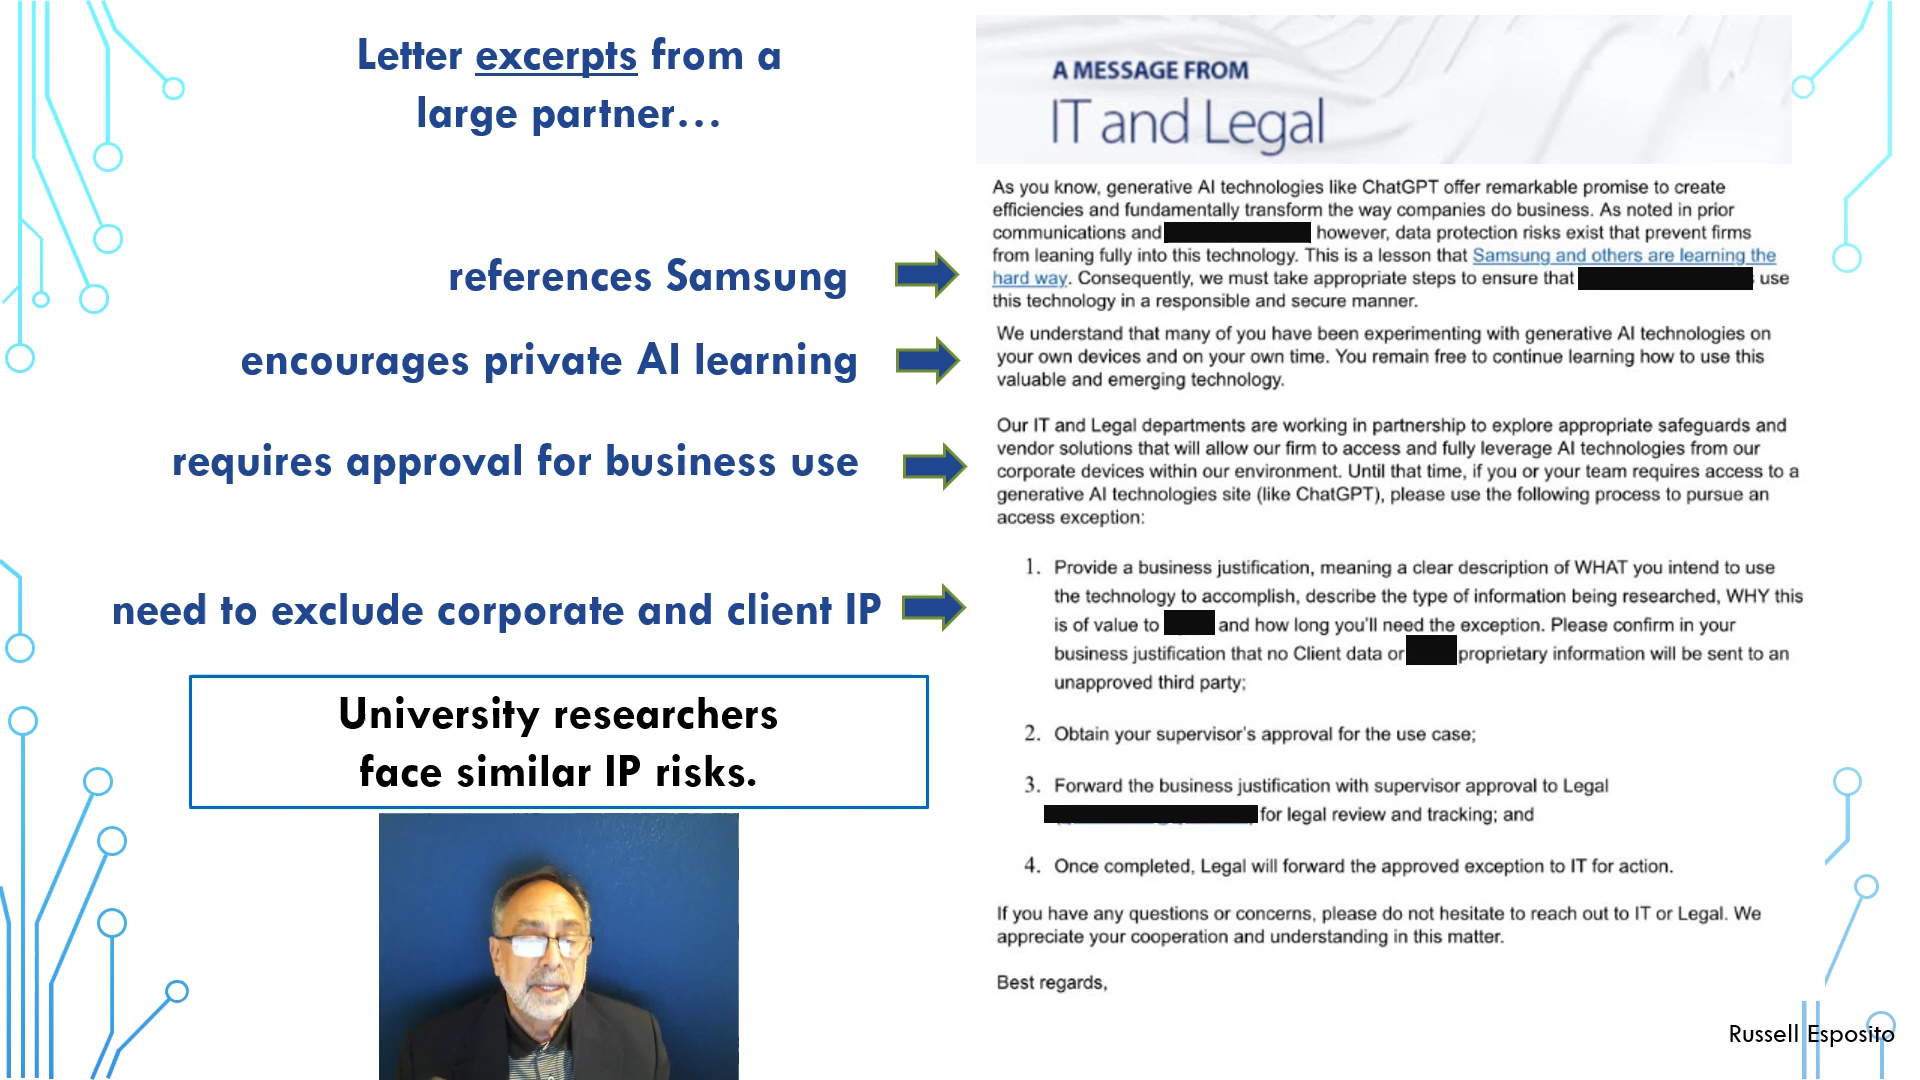 Letter excerpts from a
large partner…
references Samsung
encourages private AI learning
requires approval for business use
need to exclude corporate and client IP
University researchers
face similar IP risks.
A MESSAGE FROM
IT and Legal
As you know, generative AI technologies like ChatGPT offer remarkable promise to create
efficiencies and fundamentally transform the way companies do business. As noted in prior
communications and however, data protection risks exist that prevent firms
from leaning fully into this technology. This is a lesson that Samsung and others are learning the
hard way. Consequently, we must take appropriate steps to ensure that use
this technology in a responsible and secure manner.
We understand that many of you have been experimenting with generative AI technologies on
your own devices and on your own time. You remain free to continue learning how to use this
valuable and emerging technology.
Our IT and Legal departments are working in partnership to explore appropriate safeguards and
vendor solutions that will allow our firm to access and fully leverage AI technologies from our
corporate devices within our environment. Until that time, if you or your team requires access to a
generative AI technologies site (like ChatGPT), please use the following process to pursue an
access exception:
1. Provide a business justification, meaning a clear description of WHAT you intend to use
the technology to accomplish, describe the type of information being researched, WHY this
is of value to and how long you'll need the exception. Please confirm in your
business justification that no Client data or proprietary information will be sent to an
unapproved third party;
2. Obtain your supervisor's approval for the use case;
3. Forward the business justification with supervisor approval to Legal
for legal review and tracking; and
4. Once completed, Legal will forward the approved exception to IT for action.
If you have any questions or concerns, please do not hesitate to reach out to IT or Legal. We
appreciate your cooperation and understanding in this matter.
Best regards,
Russell Esposito